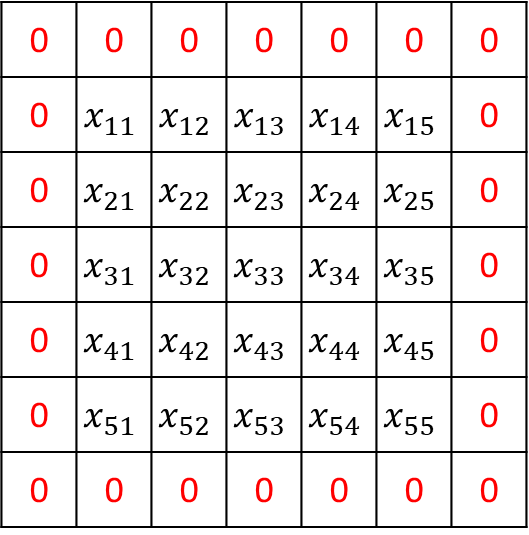 0 0 0 0 0 0 0
0 x₁₁ x₁₂ x₁₃ x₁₄ x₁₅ 0
0 x₂₁ x₂₂ x₂₃ x₂₄ x₂₅ 0
0 x₃₁ x₃₂ x₃₃ x₃₄ x₃₅ 0
0 x₄₁ x₄₂ x₄₃ x₄₄ x₄₅ 0
0 x₅₁ x₅₂ x₅₃ x₅₄ x₅₅ 0
0 0 0 0 0 0 0